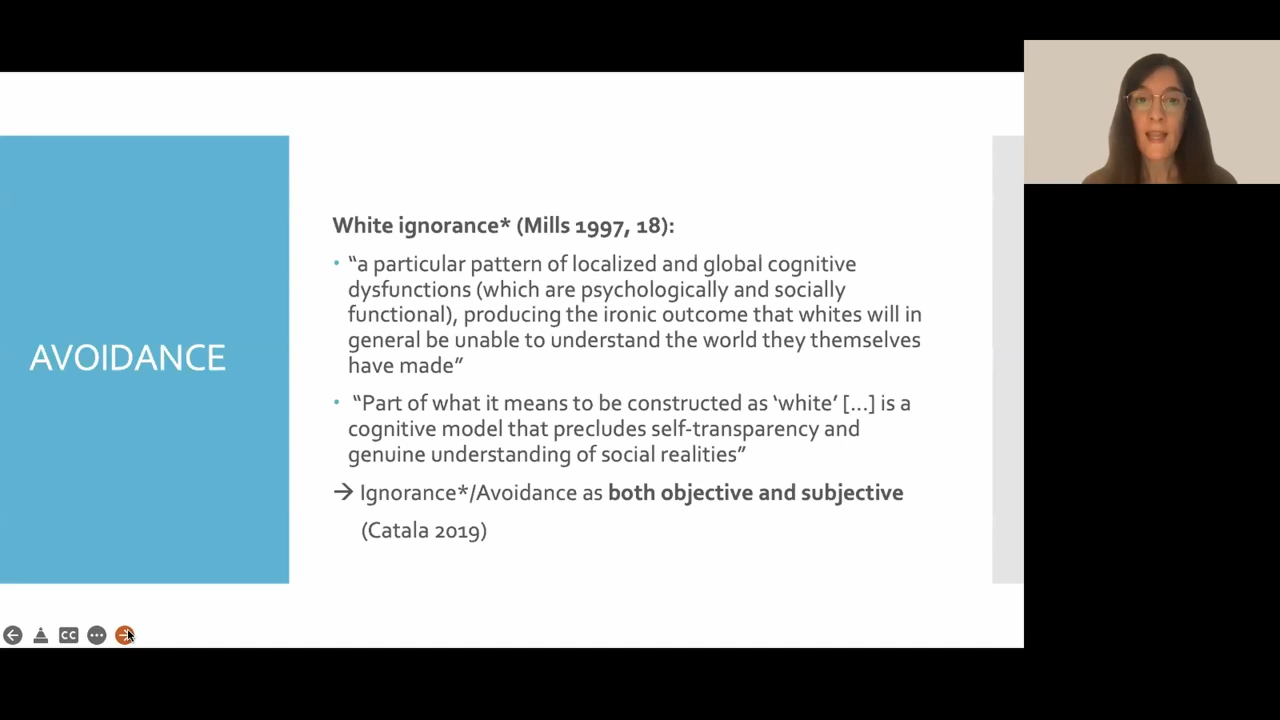 AVOIDANCE
White ignorance* (Mills 1997, 18):
• “a particular pattern of localized and global cognitive
dysfunctions (which are psychologically and socially
functional), producing the ironic outcome that whites will in
general be unable to understand the world they themselves
have made”
• “Part of what it means to be constructed as ‘white’ [...] is a
cognitive model that precludes self-transparency and
genuine understanding of social realities”
→ Ignorance*/Avoidance as both objective and subjective
(Catala 2019)
CC